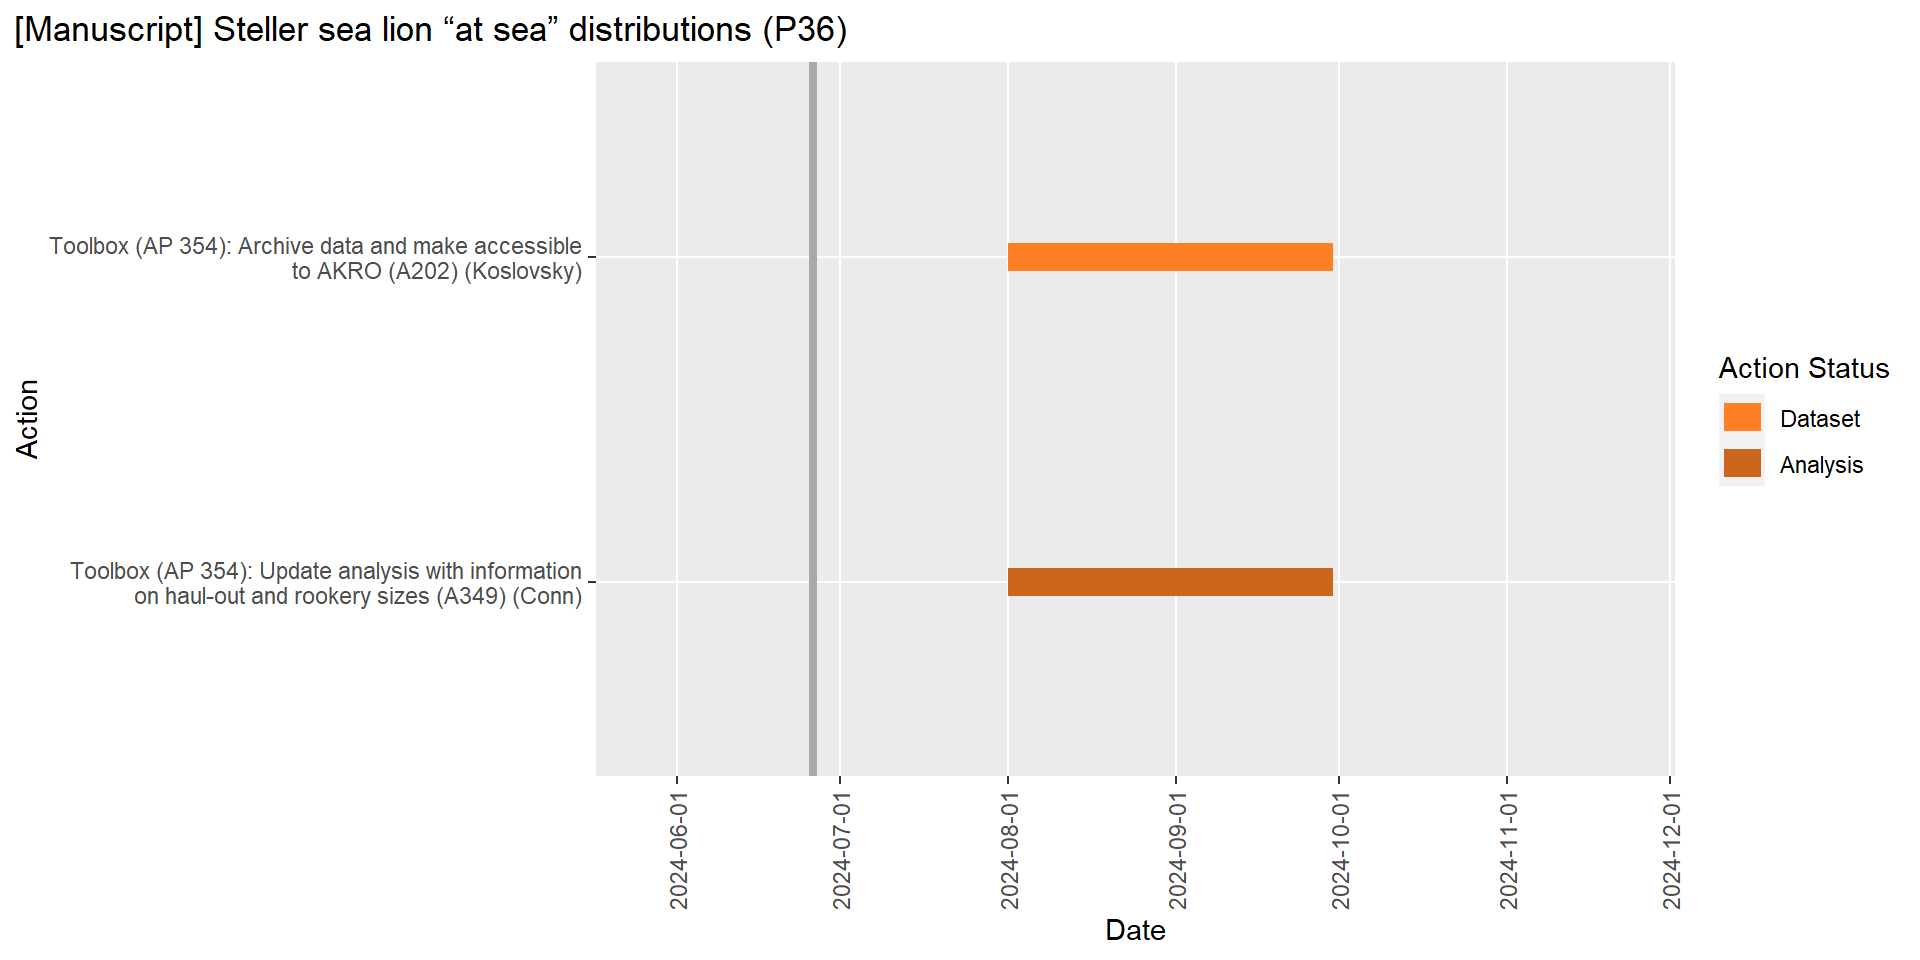 [Manuscript] Steller sea lion “at sea” distributions (P36)
Action
Toolbox (AP 354): Archive data and make accessible
to AKRO (A202) (Koslovsky)
Toolbox (AP 354): Update analysis with information
on haul-out and rookery sizes (A349) (Conn)
2024-06-01
2024-07-01
2024-08-01
2024-09-01
2024-10-01
2024-11-01
2024-12-01
Date
Action Status
Dataset
Analysis